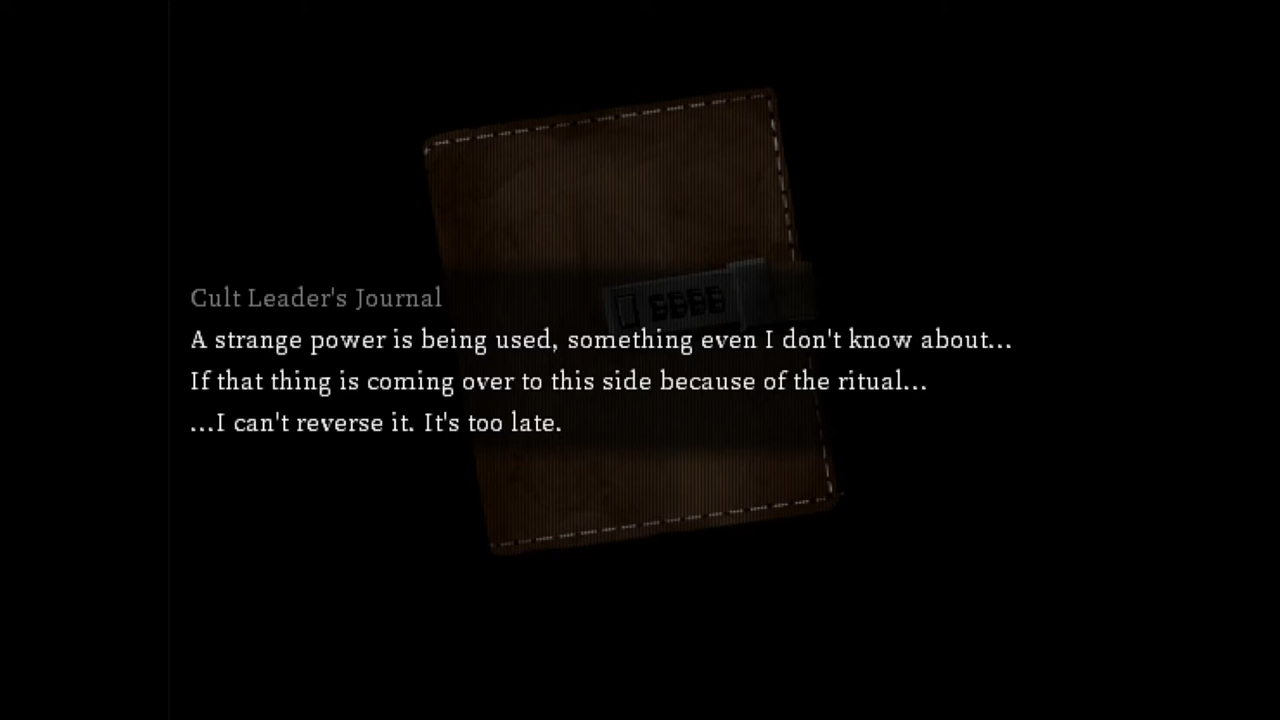 Cult Leader's Journal
A strange power is being used, something even I don't know about...
If that thing is coming over to this side because of the ritual...
...I can't reverse it. It's too late.